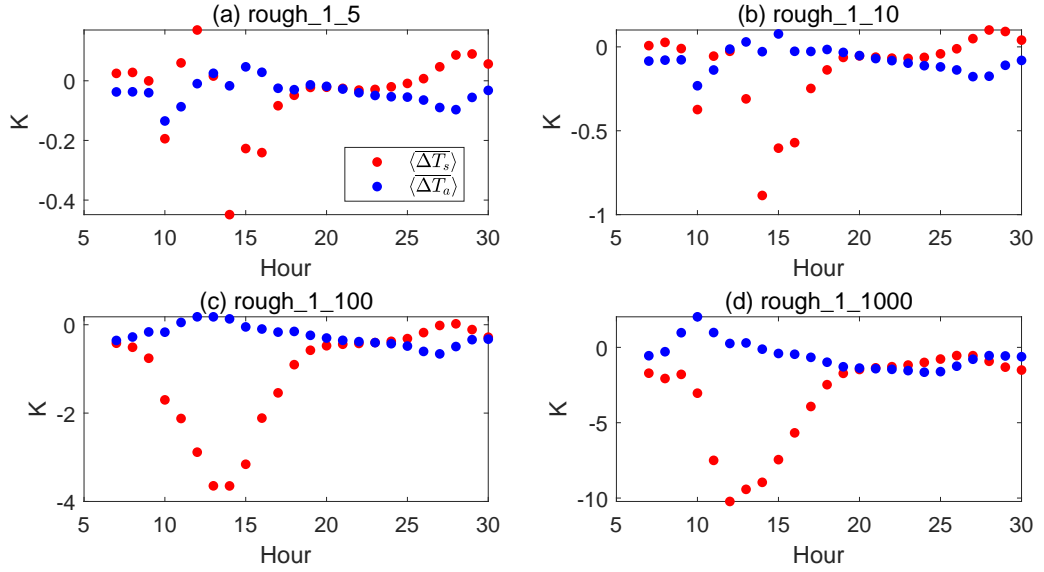 (a) rough_1_5
0
-0.2
-0.4
K
⟨ΔT_s⟩
⟨ΔT_a⟩
5 10 15 20 25 30
Hour
(b) rough_1_10
0
-0.5
-1
K
5 10 15 20 25 30
Hour
(c) rough_1_100
0
-2
-4
K
5 10 15 20 25 30
Hour
(d) rough_1_1000
0
-5
-10
K
5 10 15 20 25 30
Hour